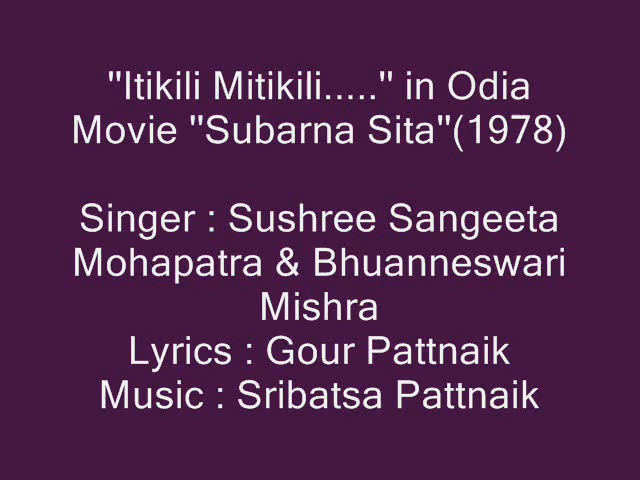 "Itikili Mitikili....." in Odia
Movie "Subarna Sita"(1978)
Singer : Sushree Sangeeta
Mohapatra & Bhuanneswari
Mishra
Lyrics : Gour Pattnaik
Music : Sribatsa Pattnaik